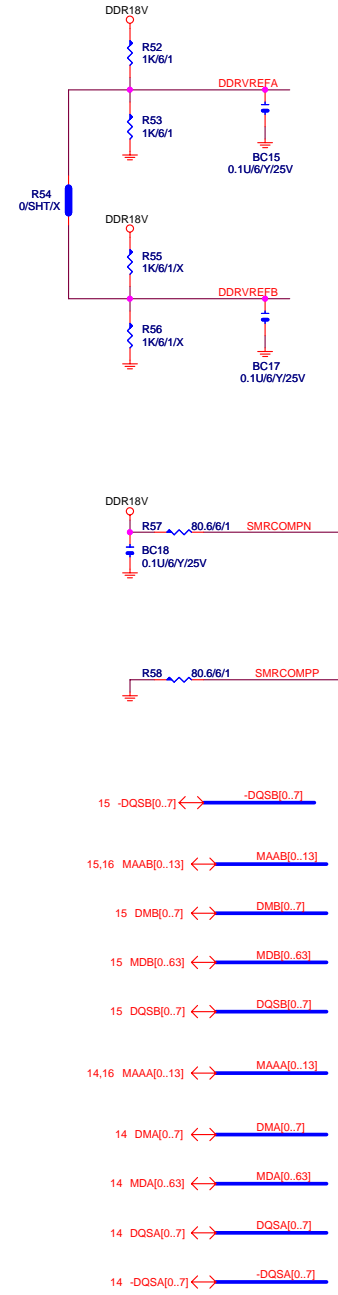 DDR18V
R52
1K/6/1
DDRVREFA
R53
1K/6/1
BC15
0.1U/6/Y/25V
R54
0/SHT/X
DDR18V
R55
1K/6/1/X
DDRVREFB
R56
1K/6/1/X
BC17
0.1U/6/Y/25V
DDR18V
R57 80.6/6/1 SMRCOMPN
BC18
0.1U/6/Y/25V
R58 80.6/6/1 SMRCOMPP
15 -DQSB[0..7] -DQSB[0..7]
15,16 MAAB[0..13] MAAB[0..13]
15 DMB[0..7] DMB[0..7]
15 MDB[0..63] MDB[0..63]
15 DQSB[0..7] DQSB[0..7]
14,16 MAAA[0..13] MAAA[0..13]
14 DMA[0..7] DMA[0..7]
14 MDA[0..63] MDA[0..63]
14 DQSA[0..7] DQSA[0..7]
14 -DQSA[0..7] -DQSA[0..7]